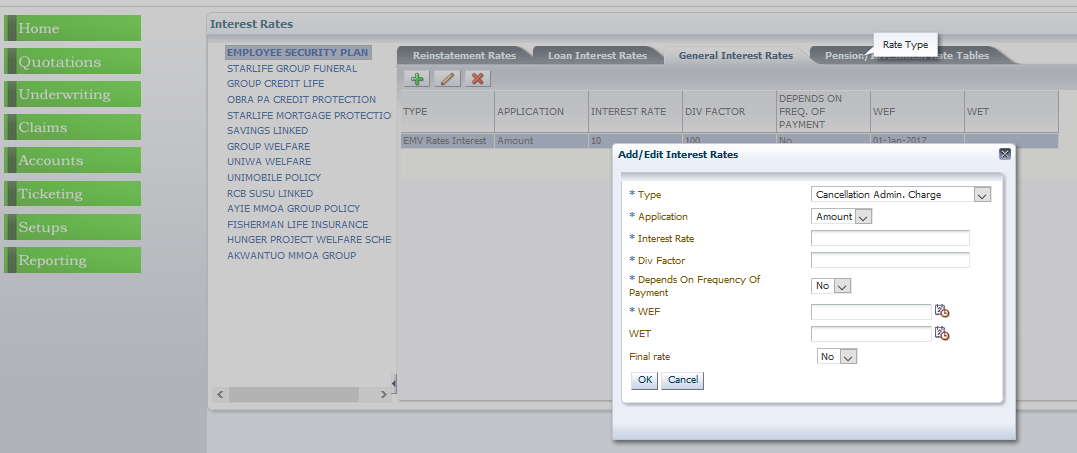 Home
Quotations
Underwriting
Claims
Accounts
Ticketing
Setups
Reporting
Interest Rates
EMPLOYEE SECURITY PLAN
STARLIFE GROUP FUNERAL
GROUP CREDIT LIFE
OBRA PA CREDIT PROTECTION
STARLIFE MORTGAGE PROTECTIO
SAVINGS LINKED
GROUP WELFARE
UNIWA WELFARE
UNIMOBILE POLICY
RCB SUSU LINKED
AYIE MMOA GROUP POLICY
FISHERMAN LIFE INSURANCE
HUNGER PROJECT WELFARE SCHE
AKWANTUO MMOA GROUP
Reinstatement Rates
Loan Interest Rates
General Interest Rates
Pension/ Rate Tables
Rate Type
TYPE
APPLICATION
INTEREST RATE
DIV FACTOR
DEPENDS ON
FREQ. OF
PAYMENT
WEF
WET
EMV Rates Interest Amount 10 100 No 01-Jan-2017
Add/Edit Interest Rates
* Type Cancellation Admin. Charge
* Application Amount
* Interest Rate
* Div Factor
* Depends On Frequency Of
Payment No
* WEF
WET
Final rate No
OK Cancel